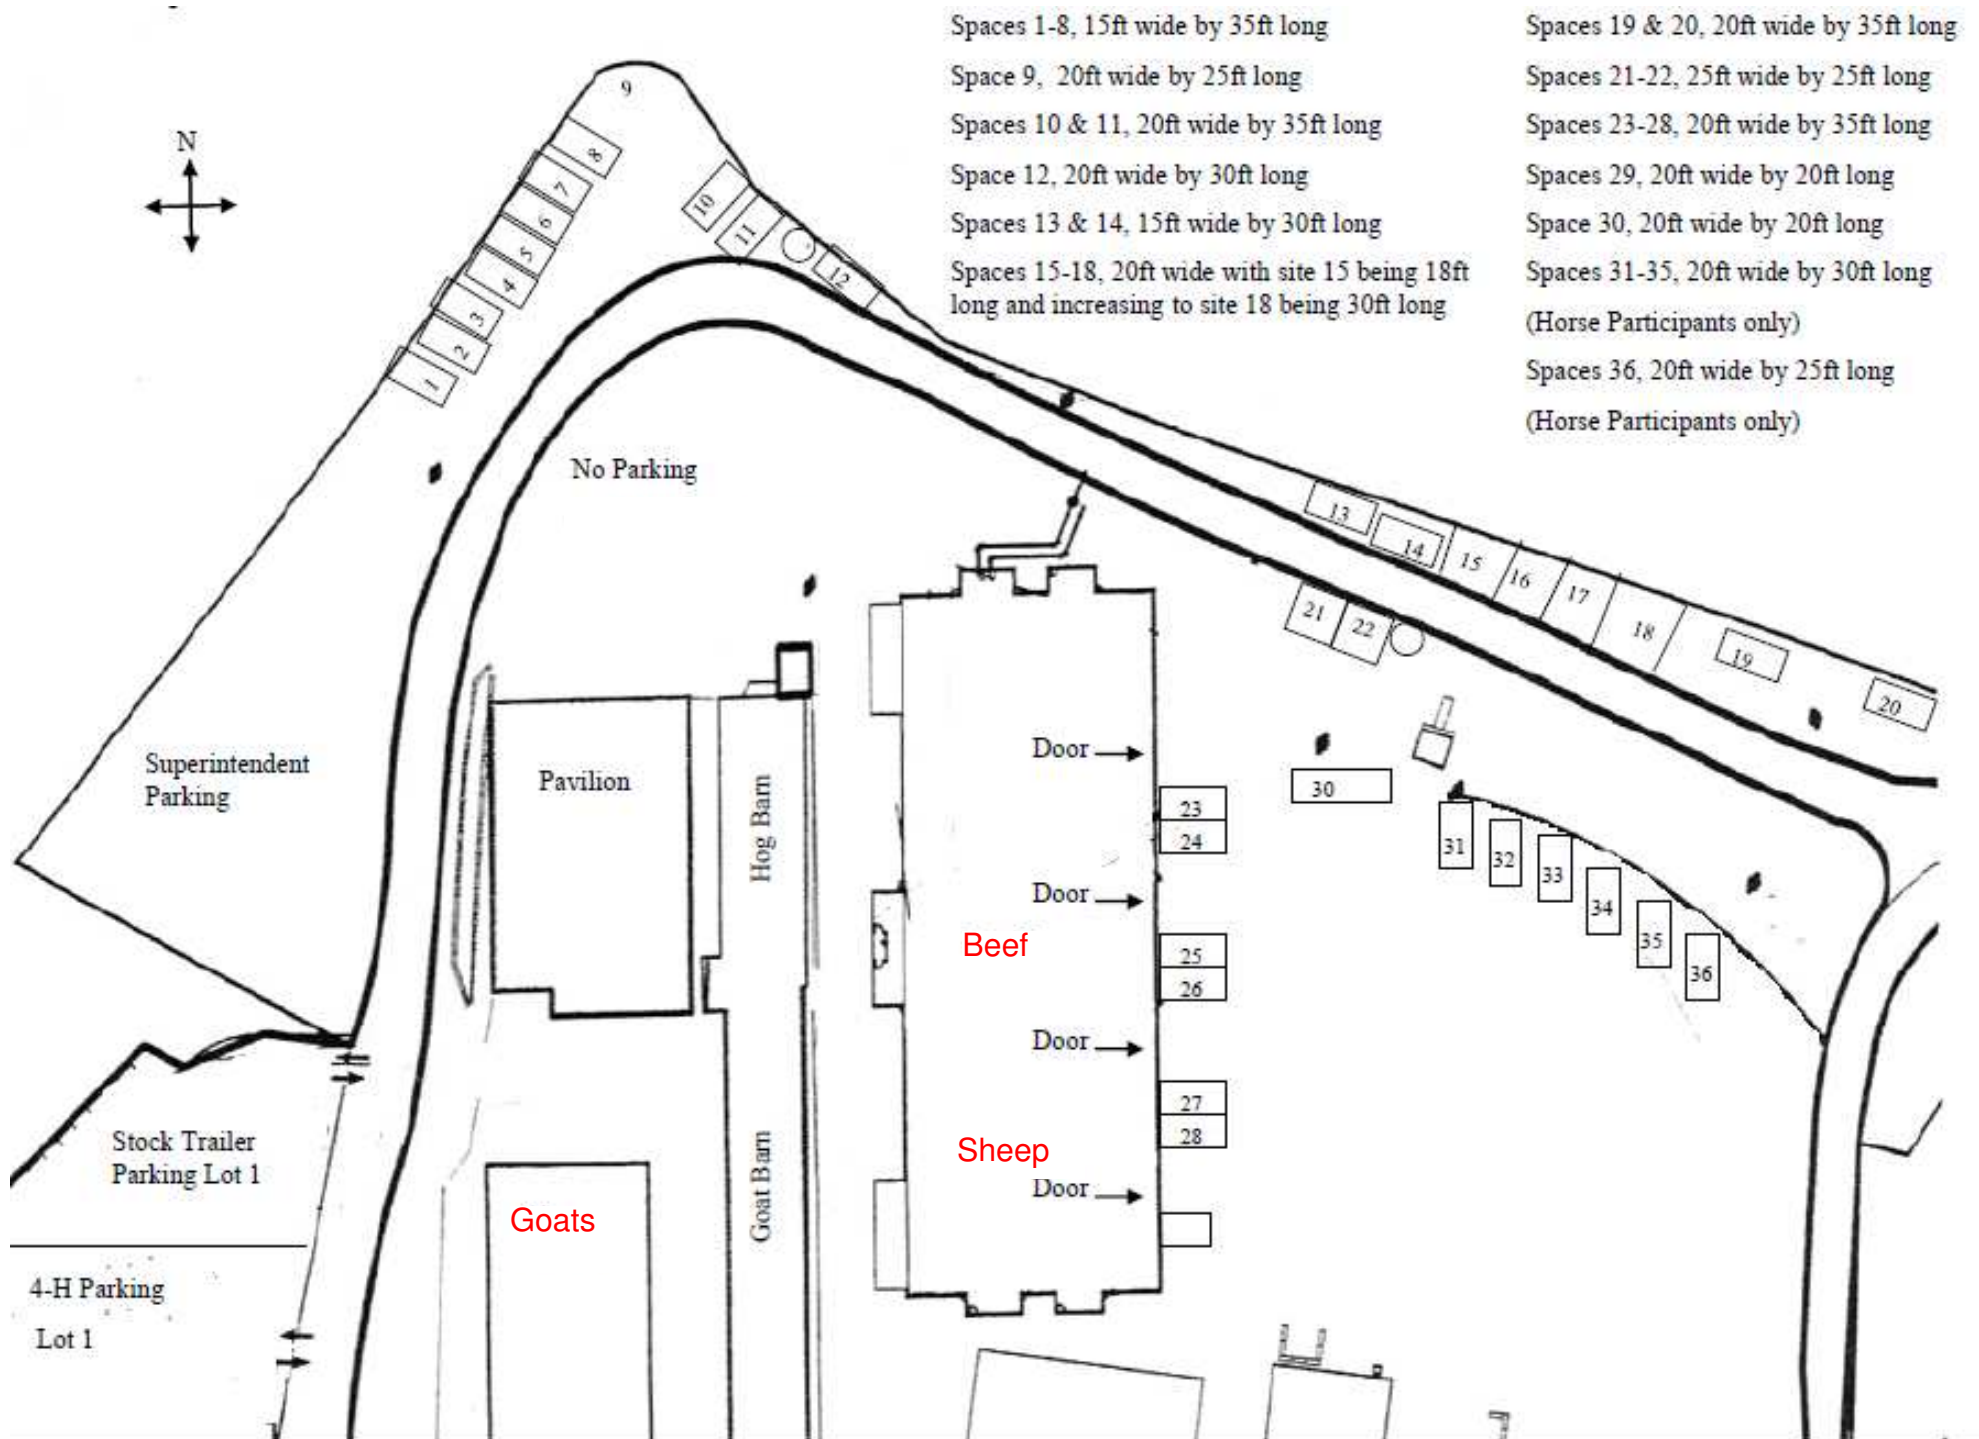 Spaces 1-8, 15ft wide by 35ft long
Space 9, 20ft wide by 25ft long
Spaces 10 & 11, 20ft wide by 35ft long
Space 12, 20ft wide by 30ft long
Spaces 13 & 14, 15ft wide by 30ft long
Spaces 15-18, 20ft wide with site 15 being 18ft
long and increasing to site 18 being 30ft long
Spaces 19 & 20, 20ft wide by 35ft long
Spaces 21-22, 25ft wide by 25ft long
Spaces 23-28, 20ft wide by 35ft long
Spaces 29, 20ft wide by 20ft long
Space 30, 20ft wide by 20ft long
Spaces 31-35, 20ft wide by 30ft long
(Horse Participants only)
Spaces 36, 20ft wide by 25ft long
(Horse Participants only)
N
9
8
7
6
5
4
3
2
1
10
11
12
No Parking
13
14
15
16
17
18
19
20
21
22
Superintendent
Parking
Pavilion
Hog Barn
Door
30
23
24
31
32
33
34
35
36
Door
Beef
25
26
Door
27
28
Sheep
Door
Stock Trailer
Parking Lot 1
Goats
Goat Barn
4-H Parking
Lot 1